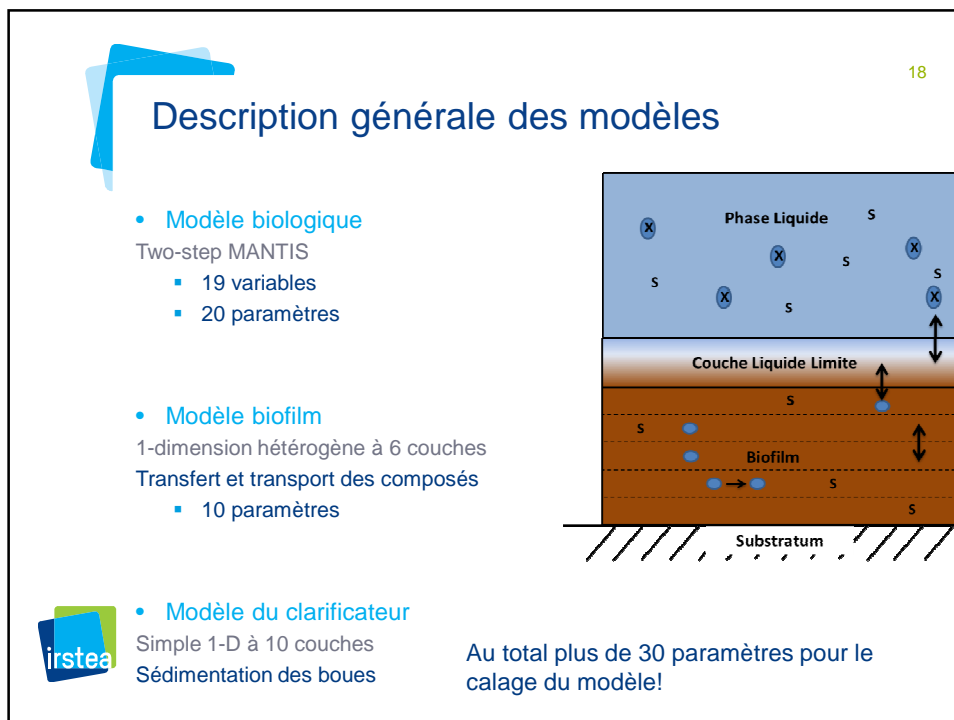 18
Description générale des modèles
• Modèle biologique
Two-step MANTIS
▪ 19 variables
▪ 20 paramètres
• Modèle biofilm
1-dimension hétérogène à 6 couches
Transfert et transport des composés
▪ 10 paramètres
• Modèle du clarificateur
Simple 1-D à 10 couches
Sédimentation des boues
Phase Liquide
S
X
X
X
S
S
S
X
S
X
Couche Liquide Limite
S
S
Biofilm
S
S
Substratum
Au total plus de 30 paramètres pour le
calage du modèle!
irstea